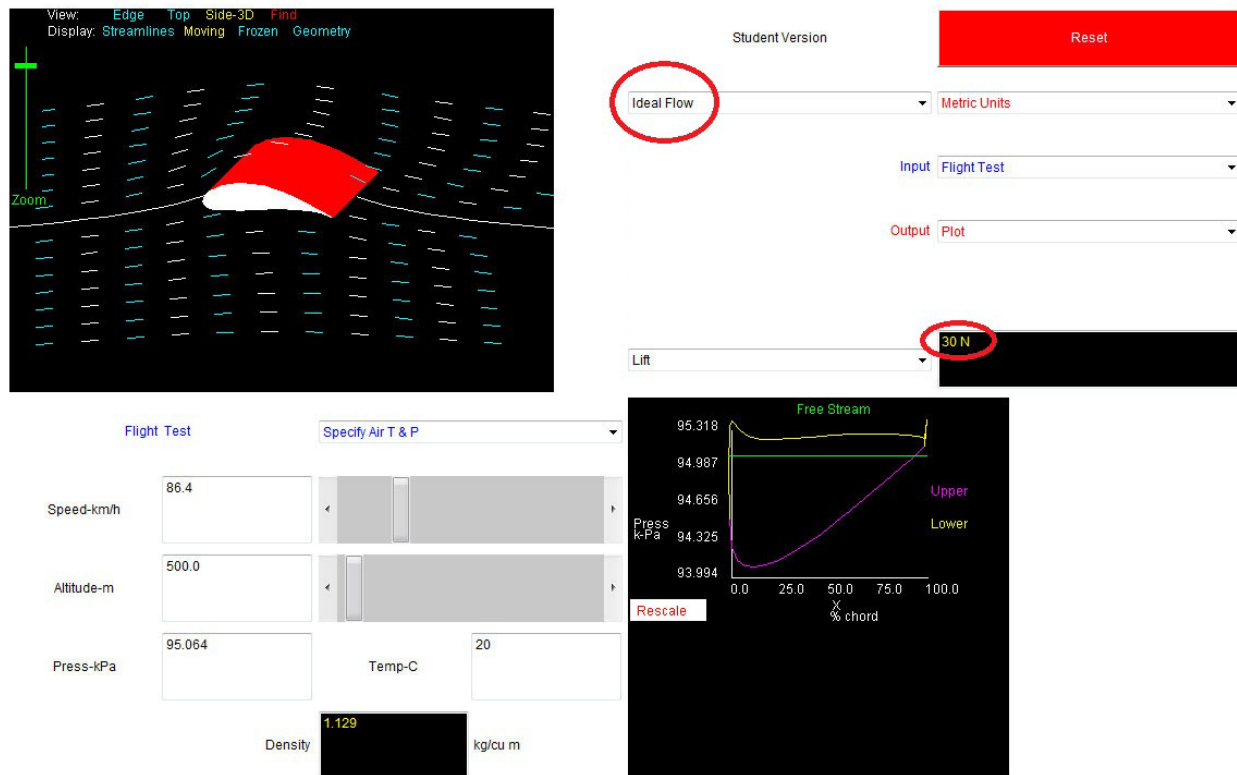 View: Edge Top Side-3D Find
Display: Streamlines Moving Frozen Geometry
Zoom
Student Version
Reset
Ideal Flow
Metric Units
Input
Flight Test
Output
Plot
Lift
30 N
Flight Test
Specify Air T & P
Speed-km/h
86.4
Altitude-m
500.0
Press-kPa
95.064
Temp-C
20
Density
1.129
kg/cu m
Free Stream
95.318
94.987
94.656
94.325
93.994
Press
k-Pa
Upper
Lower
0.0 25.0 50.0 75.0 100.0
X
% chord
Rescale